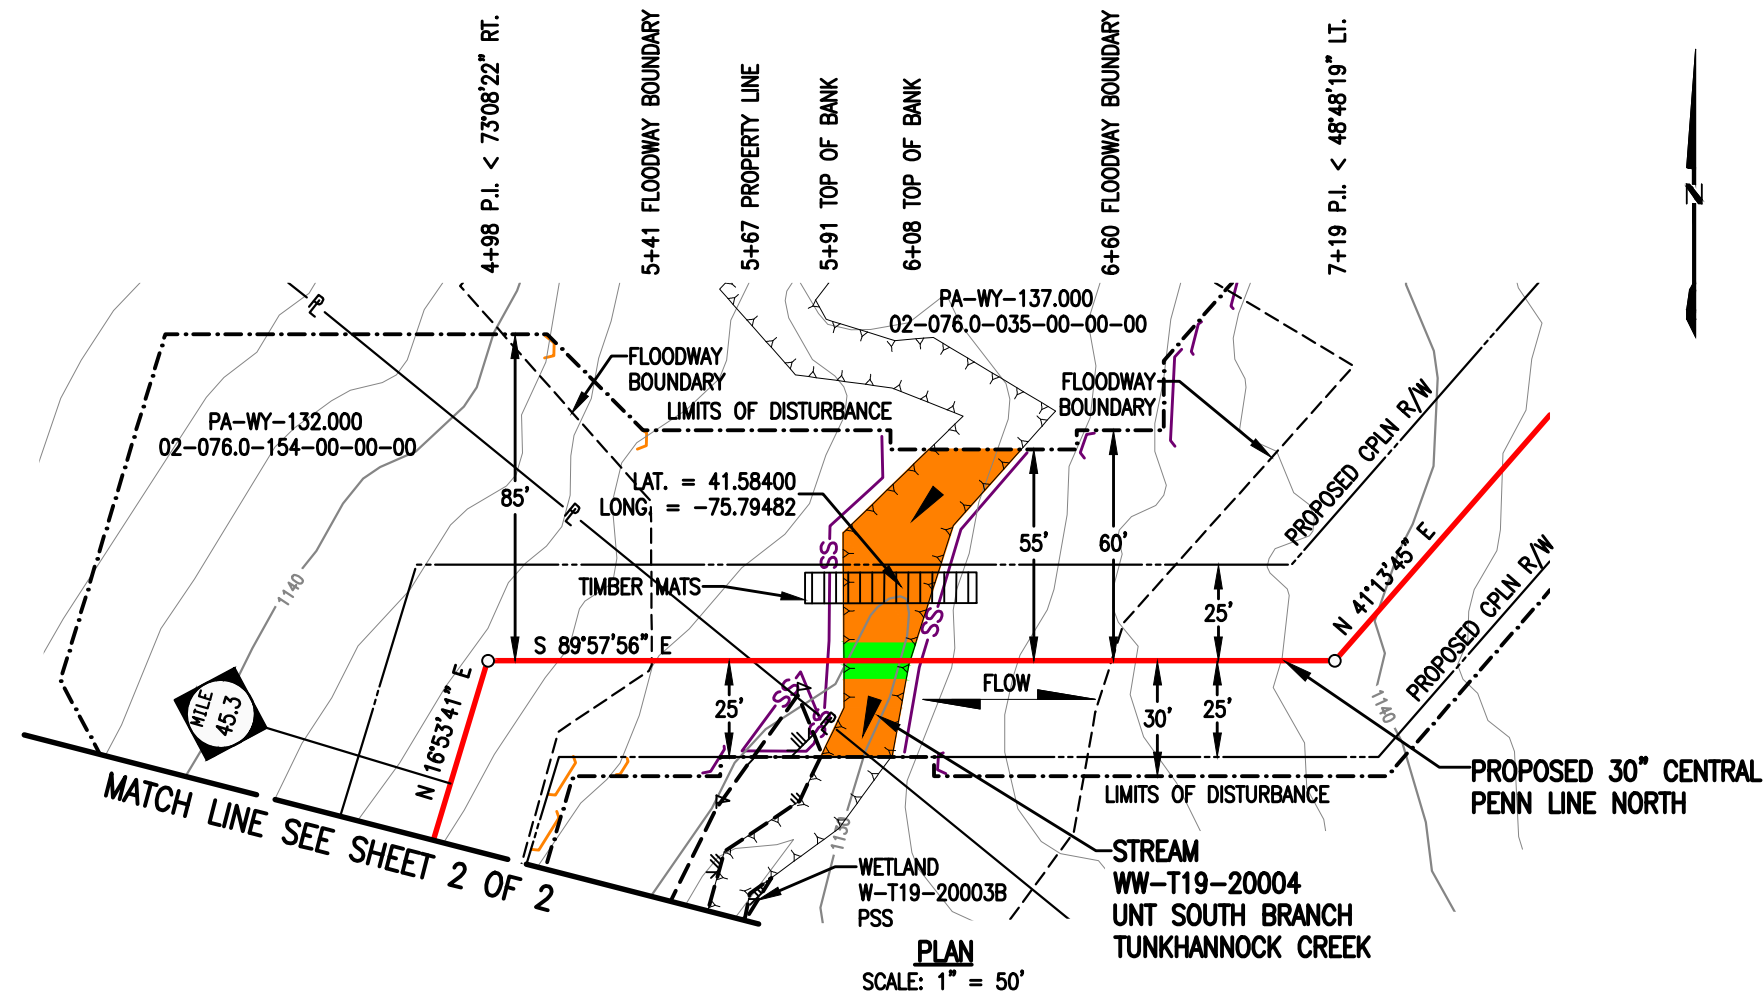 4+98 P.I. < 73°08'22" RT.
5+41 FLOODWAY BOUNDARY
5+67 PROPERTY LINE
5+91 TOP OF BANK
6+08 TOP OF BANK
6+60 FLOODWAY BOUNDARY
7+19 P.I. < 48°48'19" LT.
N
PL
PA-WY-137.000
02-076.0-035-00-00-00
FLOODWAY
BOUNDARY
FLOODWAY
BOUNDARY
LIMITS OF DISTURBANCE
PA-WY-132.000
02-076.0-154-00-00-00
PROPOSED CPLN R/W
LAT. = 41.58400
LONG. = -75.79482
85'
PL
55'
60'
SS
1140
TIMBER MATS
25'
N 41°13'45" E
PROPOSED CPLN R/W
SS
S 89°57'56" E
MILE
45.3
N 16°53'41" E
SS
SS
25'
FLOW
30'
25'
1140
PL
PROPOSED 30" CENTRAL
PENN LINE NORTH
LIMITS OF DISTURBANCE
MATCH LINE SEE SHEET 2 OF 2
1130
STREAM
WW-T19-20004
UNT SOUTH BRANCH
TUNKHANNOCK CREEK
WETLAND
W-T19-20003B
PSS
PLAN
SCALE: 1" = 50'